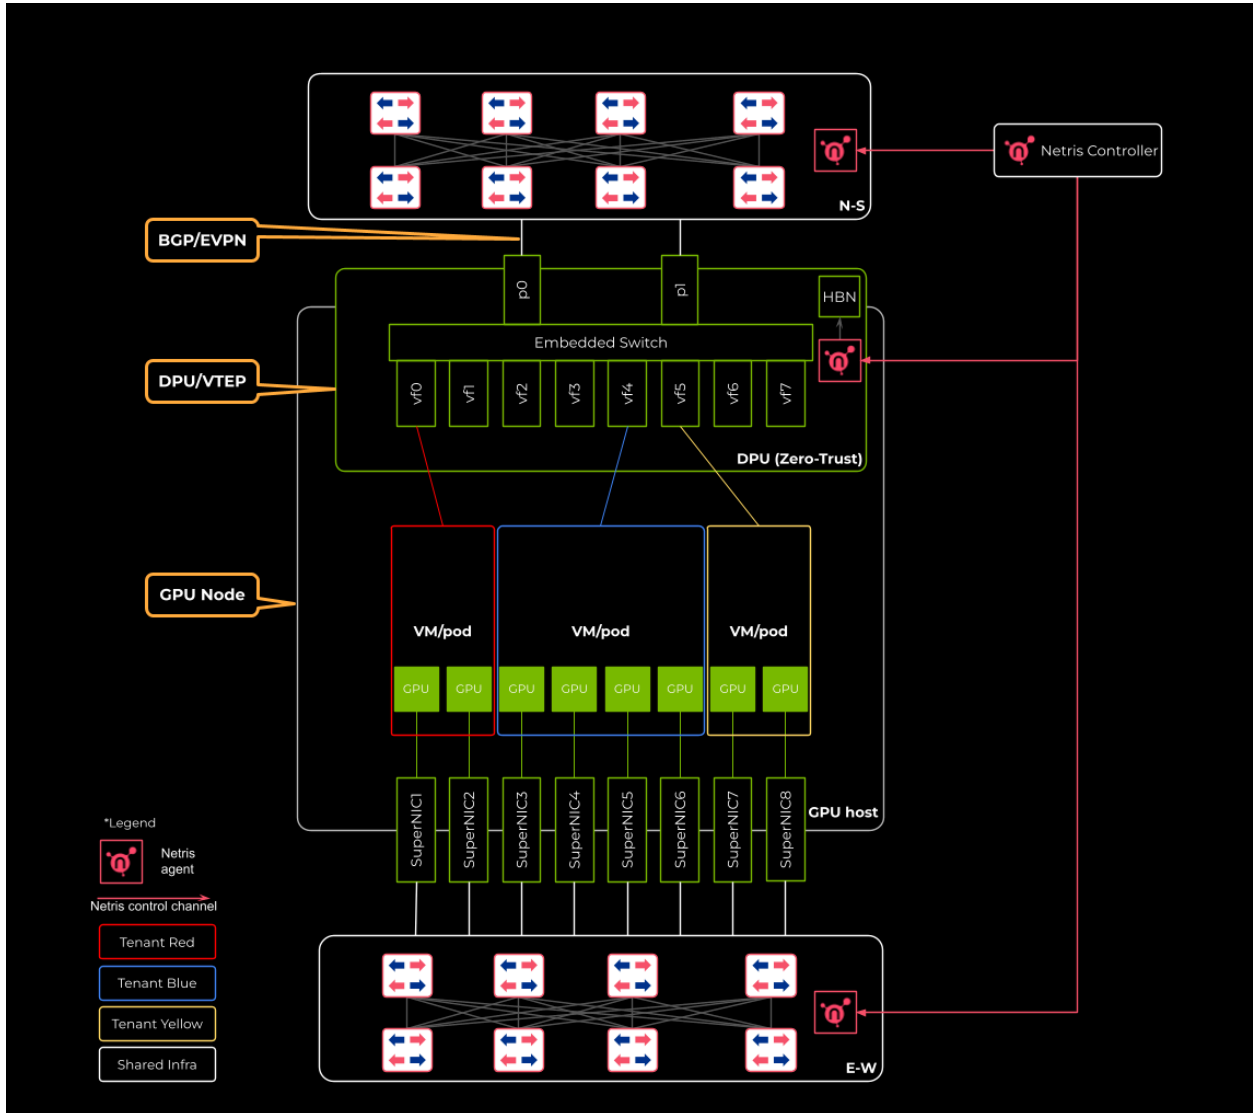 Netris Controller
N-S
BGP/EVPN
p0
p1
HBN
Embedded Switch
DPU/VTEP
vf0
vf1
vf2
vf3
vf4
vf5
vf6
vf7
DPU (Zero-Trust)
GPU Node
VM/pod
VM/pod
VM/pod
GPU
GPU
GPU
GPU
GPU
GPU
GPU
GPU
SuperNIC1
SuperNIC2
SuperNIC3
SuperNIC4
SuperNIC5
SuperNIC6
SuperNIC7
SuperNIC8
GPU host
*Legend
Netris
agent
Netris control channel
Tenant Red
Tenant Blue
Tenant Yellow
Shared Infra
E-W